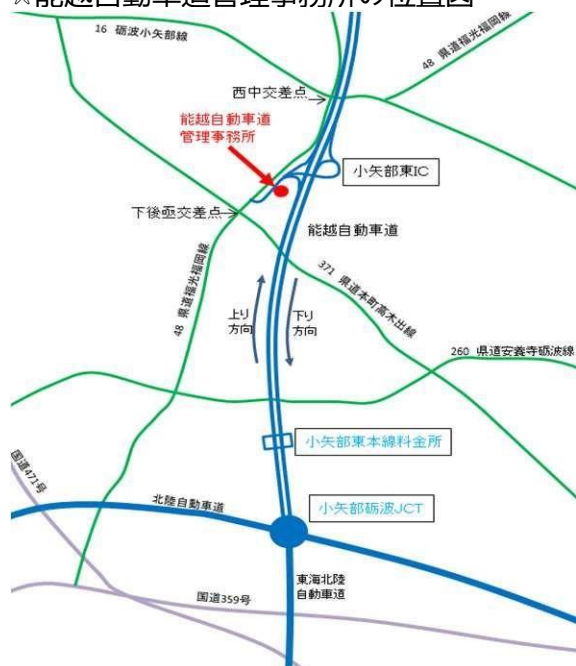 ☆能越自動車道管理事務所の位置図
16 砺波小矢部線
48 県道福光福岡線
西中交差点
能越自動車道
管理事務所
小矢部東IC
下後亟交差点
能越自動車道
371 県道本町高木出線
上り
方向
下り
方向
48 県道福光福岡線
260 県道安養寺砺波線
小矢部東本線料金所
国道471号
北陸自動車道
小矢部砺波JCT
東海北陸
自動車道
国道359号